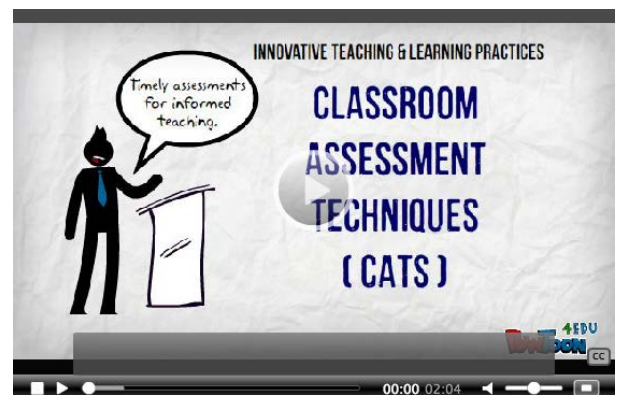 INNOVATIVE TEACHING & LEARNING PRACTICES
Timely assessments
for informed
teaching.
CLASSROOM
ASSESSMENT
TECHNIQUES
( CATS )
4EDU
POWTOON
CC
00:00 02:04